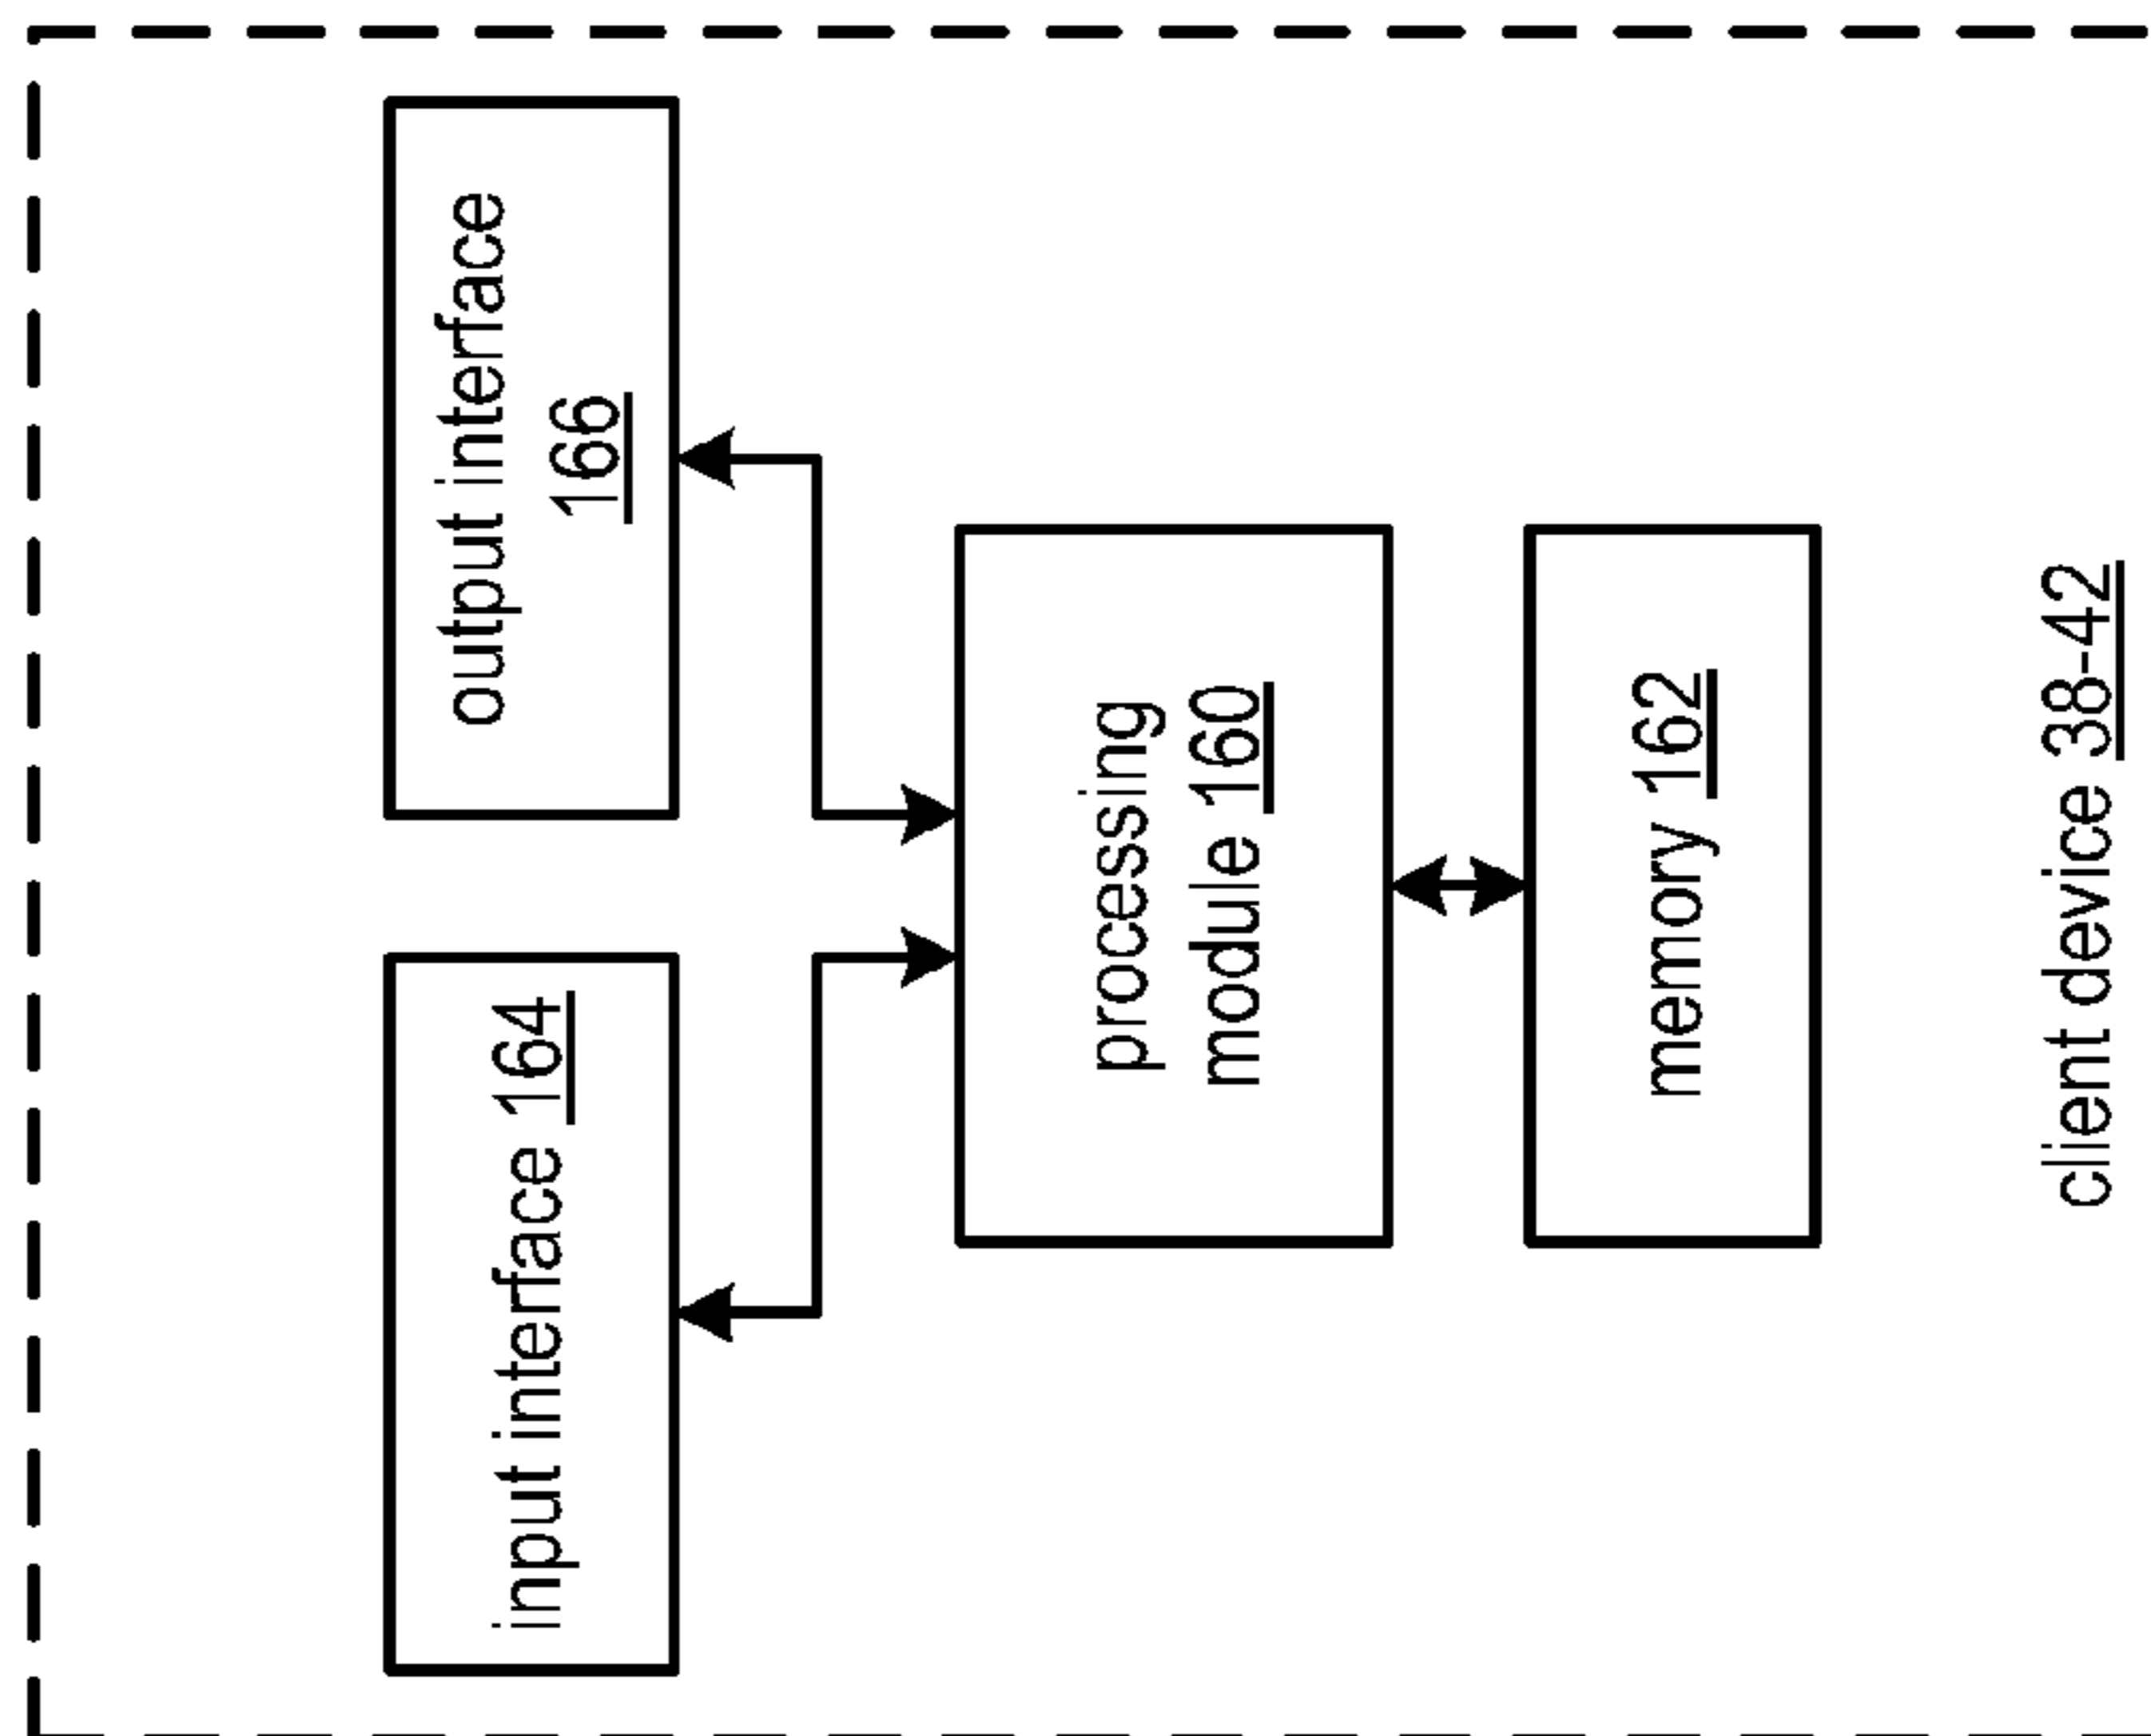 input interface 164
output interface
166
processing
module 160
memory 162
client device 38-42